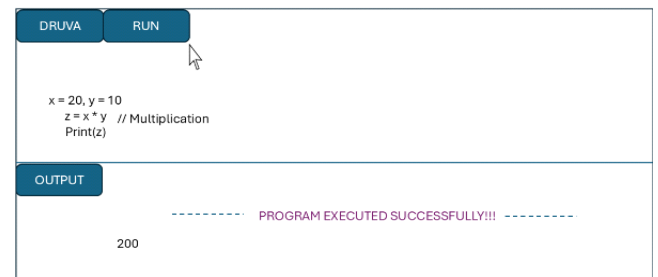 DRUVA RUN
x = 20, y = 10
z = x * y // Multiplication
Print(z)
OUTPUT
----------- PROGRAM EXECUTED SUCCESSFULLY!!! -----------
200